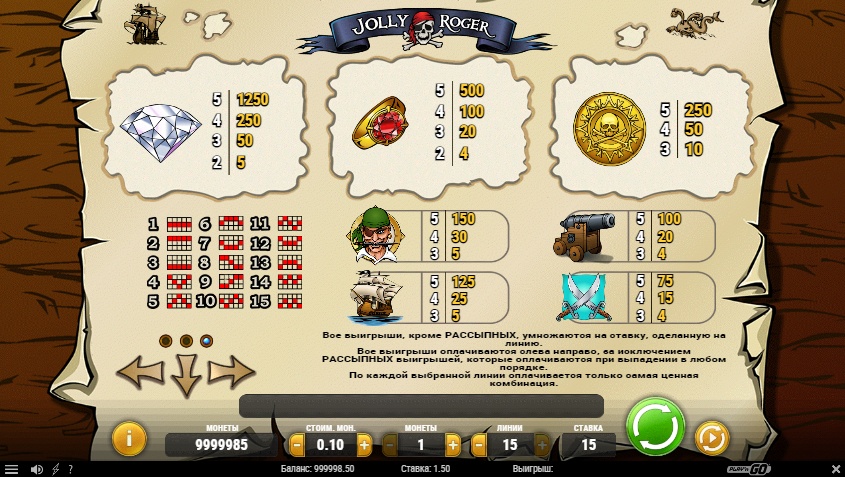 JOLLY ROGER
5 1250
4 250
3 50
2 5
5 500
4 100
3 20
2 4
5 250
4 50
3 10
1 6 11
2 7 12
3 8 13
4 9 14
5 10 15
5 150
4 30
3 5
5 100
4 20
3 4
5 125
4 25
3 5
5 75
4 15
3 4
Все выигрыши, кроме РАССЫПНЫХ, умножаются на ставку, сделанную на
линию.
Все выигрыши оплачиваются слева направо, за исключением
РАССЫПНЫХ выигрышей, которые оплачиваются при выпадении в любом
порядке.
По каждой выбранной линии оплачивается только самая ценная
комбинация.
i
МОНЕТЫ СТОИМ. МОН. МОНЕТЫ ЛИНИИ СТАВКА
9999985 − 0.10 + − 1 + − 15 + 15
? Баланс: 999998.50 Ставка: 1.50 Выигрыш: PLAY'N GO